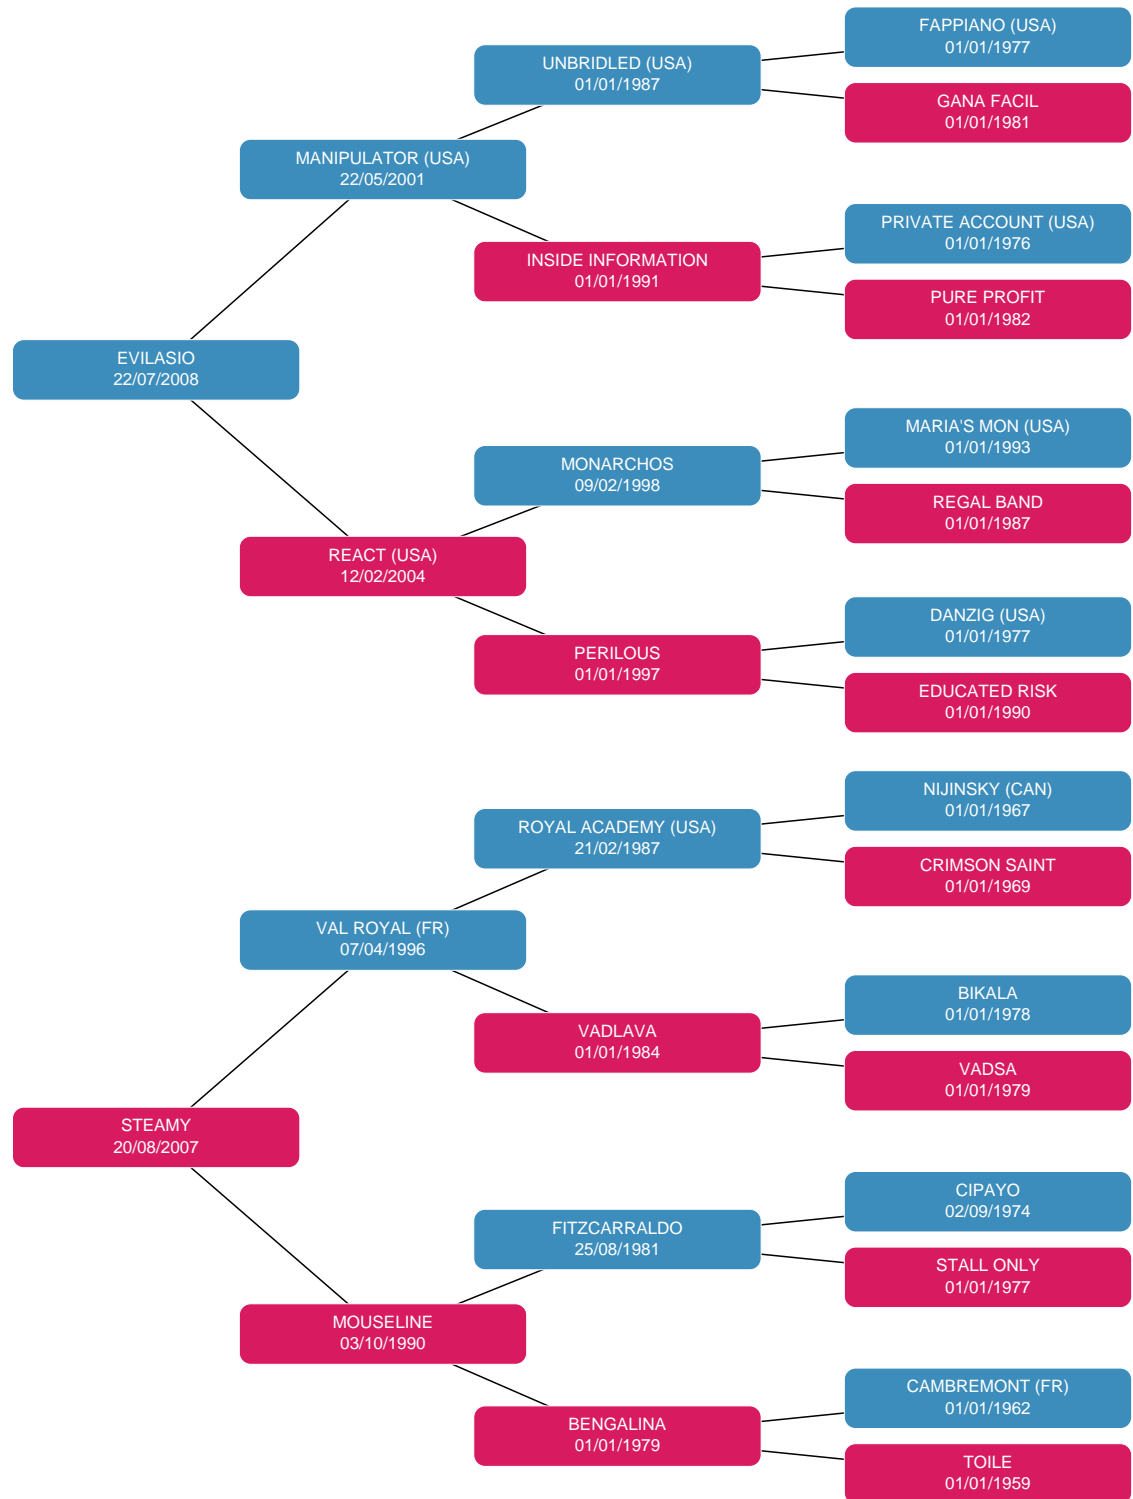 FAPPIANO (USA)
01/01/1977
UNBRIDLED (USA)
01/01/1987
GANA FACIL
01/01/1981
MANIPULATOR (USA)
22/05/2001
PRIVATE ACCOUNT (USA)
01/01/1976
INSIDE INFORMATION
01/01/1991
PURE PROFIT
01/01/1982
EVILASIO
22/07/2008
MARIA'S MON (USA)
01/01/1993
MONARCHOS
09/02/1998
REGAL BAND
01/01/1987
REACT (USA)
12/02/2004
DANZIG (USA)
01/01/1977
PERILOUS
01/01/1997
EDUCATED RISK
01/01/1990
NIJINSKY (CAN)
01/01/1967
ROYAL ACADEMY (USA)
21/02/1987
CRIMSON SAINT
01/01/1969
VAL ROYAL (FR)
07/04/1996
BIKALA
01/01/1978
VADLAVA
01/01/1984
VADSA
01/01/1979
STEAMY
20/08/2007
CIPAYO
02/09/1974
FITZCARRALDO
25/08/1981
STALL ONLY
01/01/1977
MOUSELINE
03/10/1990
CAMBREMONT (FR)
01/01/1962
BENGALINA
01/01/1979
TOILE
01/01/1959